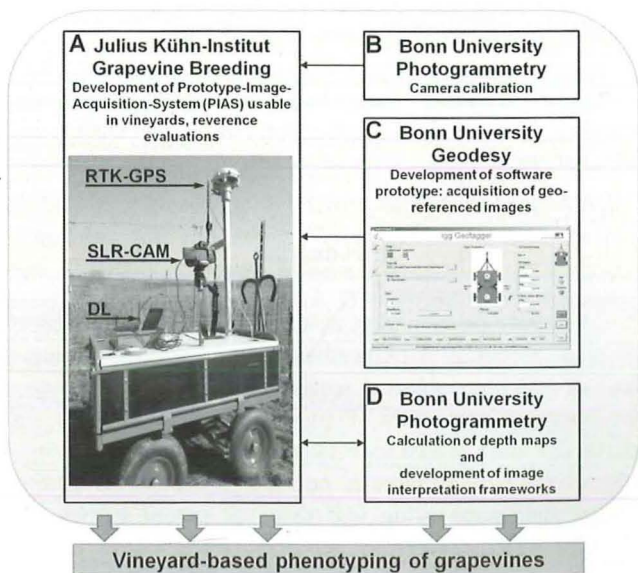 A Julius Kühn-Institut
Grapevine Breeding
Development of Prototype-Image-
Acquisition-System (PIAS) usable
in vineyards, reverence
evaluations
RTK-GPS
SLR-CAM
DL
B Bonn University
Photogrammetry
Camera calibration
C Bonn University
Geodesy
Development of software
prototype: acquisition of geo-
referenced images
igg Geotagger
D Bonn University
Photogrammetry
Calculation of depth maps
and
development of image
interpretation frameworks
Vineyard-based phenotyping of grapevines